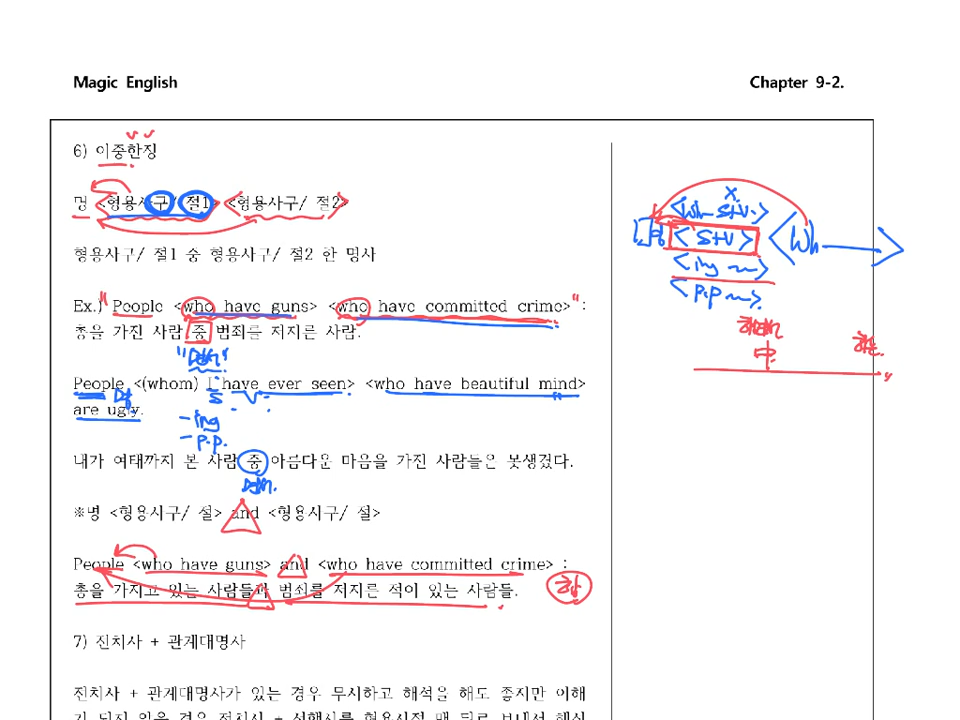 Magic English
Chapter 9-2.
6) 이중한정
명 <형용사구/ 절1> <형용사구/ 절2>
형용사구/ 절1 중 형용사구/ 절2 한 명사
Ex.) People <who have guns> <who have committed crime> :
총을 가진 사람 중 범죄를 저지른 사람.
People <(whom) I have ever seen> <who have beautiful mind>
are ugly.
S V
-ing
-P.P.
내가 여태까지 본 사람 중 아름다운 마음을 가진 사람들은 못생겼다.
※명 <형용사구/ 절> and <형용사구/ 절>
People <who have guns> and <who have committed crime> :
총을 가지고 있는 사람들과 범죄를 저지른 적이 있는 사람들.
합
7) 전치사 + 관계대명사
전치사 + 관계대명사가 있는 경우 무시하고 해석을 해도 좋지만 이해
X
<Wh S+V.>
명 <S+V> <Wh >
<ing ~>
<P.P ~>.
중